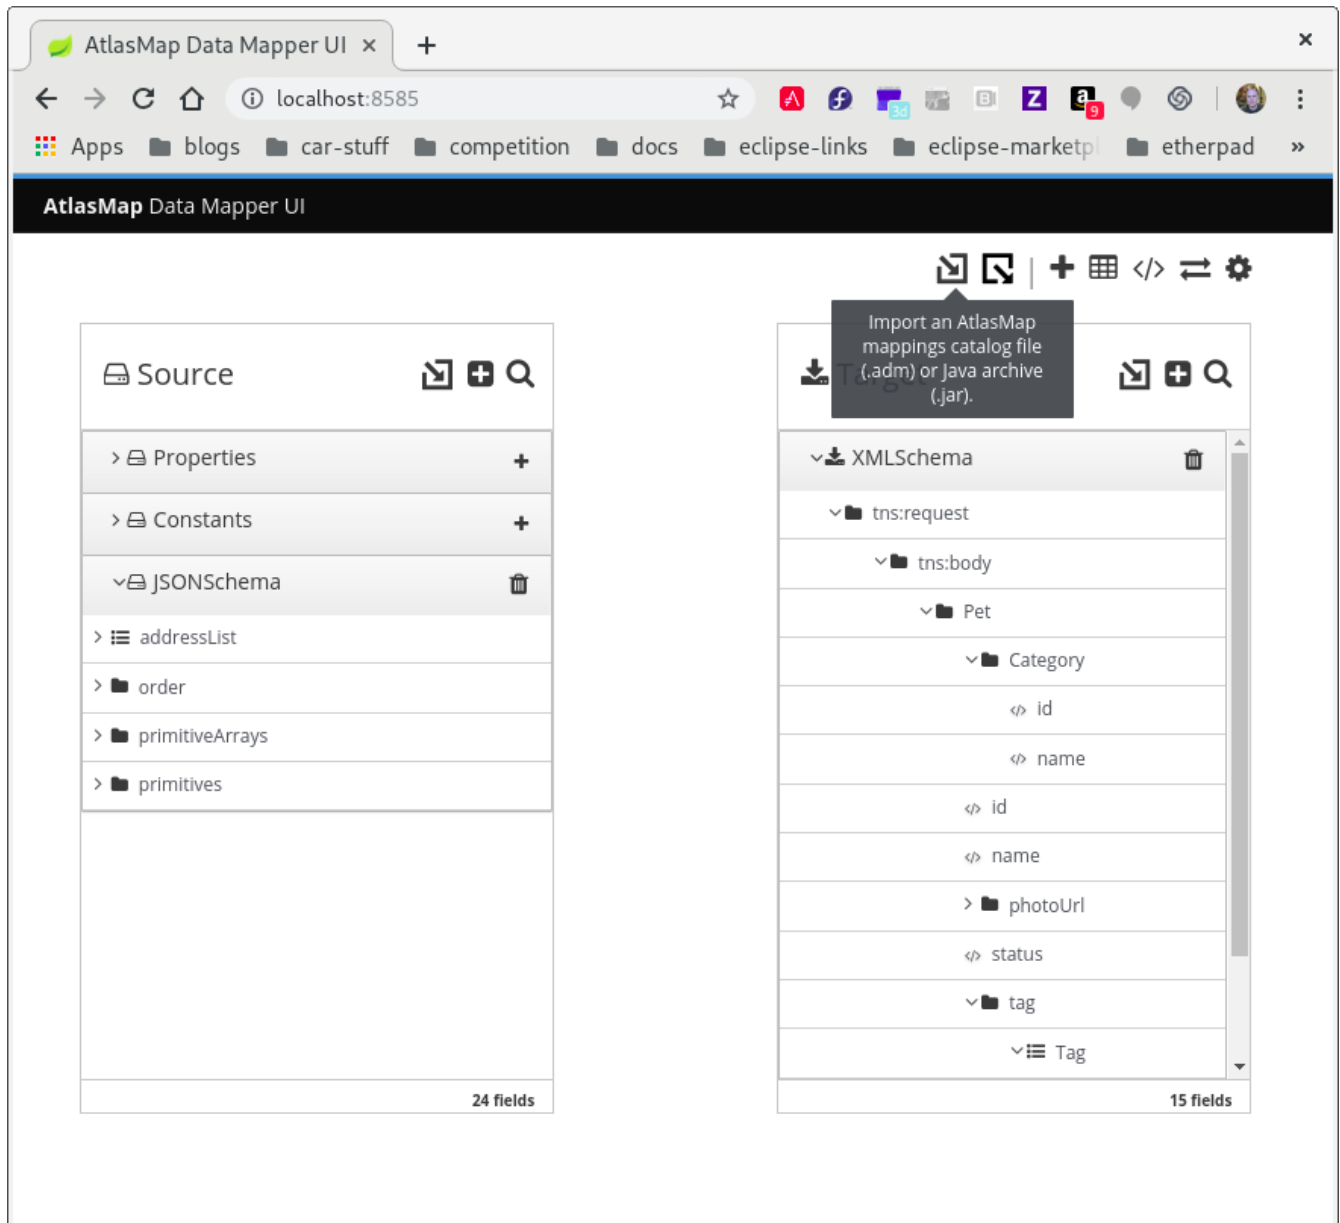 AtlasMap Data Mapper UI
localhost:8585
3d
B
Z
a
9
Apps blogs car-stuff competition docs eclipse-links eclipse-marketpl etherpad »
AtlasMap Data Mapper UI
Import an AtlasMap
mappings catalog file
(.adm) or Java archive
(.jar).
Source
Target
Properties
Constants
JSONSchema
addressList
order
primitiveArrays
primitives
24 fields
XMLSchema
tns:request
tns:body
Pet
Category
</> id
</> name
</> id
</> name
photoUrl
</> status
tag
Tag
15 fields